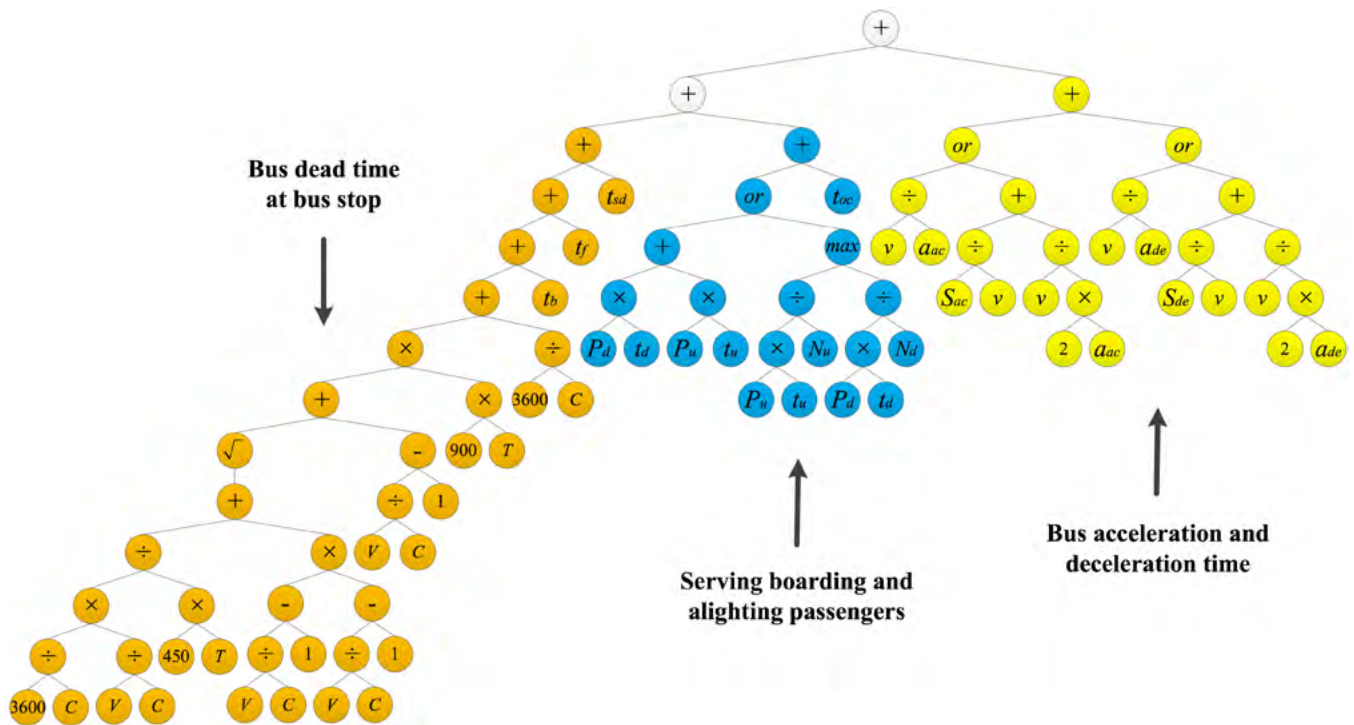 +
+ +
+ + or or
Bus dead time
at bus stop
+ t_sd or t_oc ÷ + ÷ +
+ t_f + max v a_ac ÷ ÷ v a_de ÷ ÷
+ t_b × × ÷ ÷ S_ac v v × S_de v v ×
× ÷ P_d t_d P_u t_u × N_u × N_d 2 a_ac 2 a_de
+ × 3600 C P_u t_u P_d t_d
√ - 900 T
+ ÷ 1
÷ × V C
Serving boarding and
alighting passengers
Bus acceleration and
deceleration time
× × - -
÷ ÷ 450 T ÷ 1 ÷ 1
3600 C V C V C V C